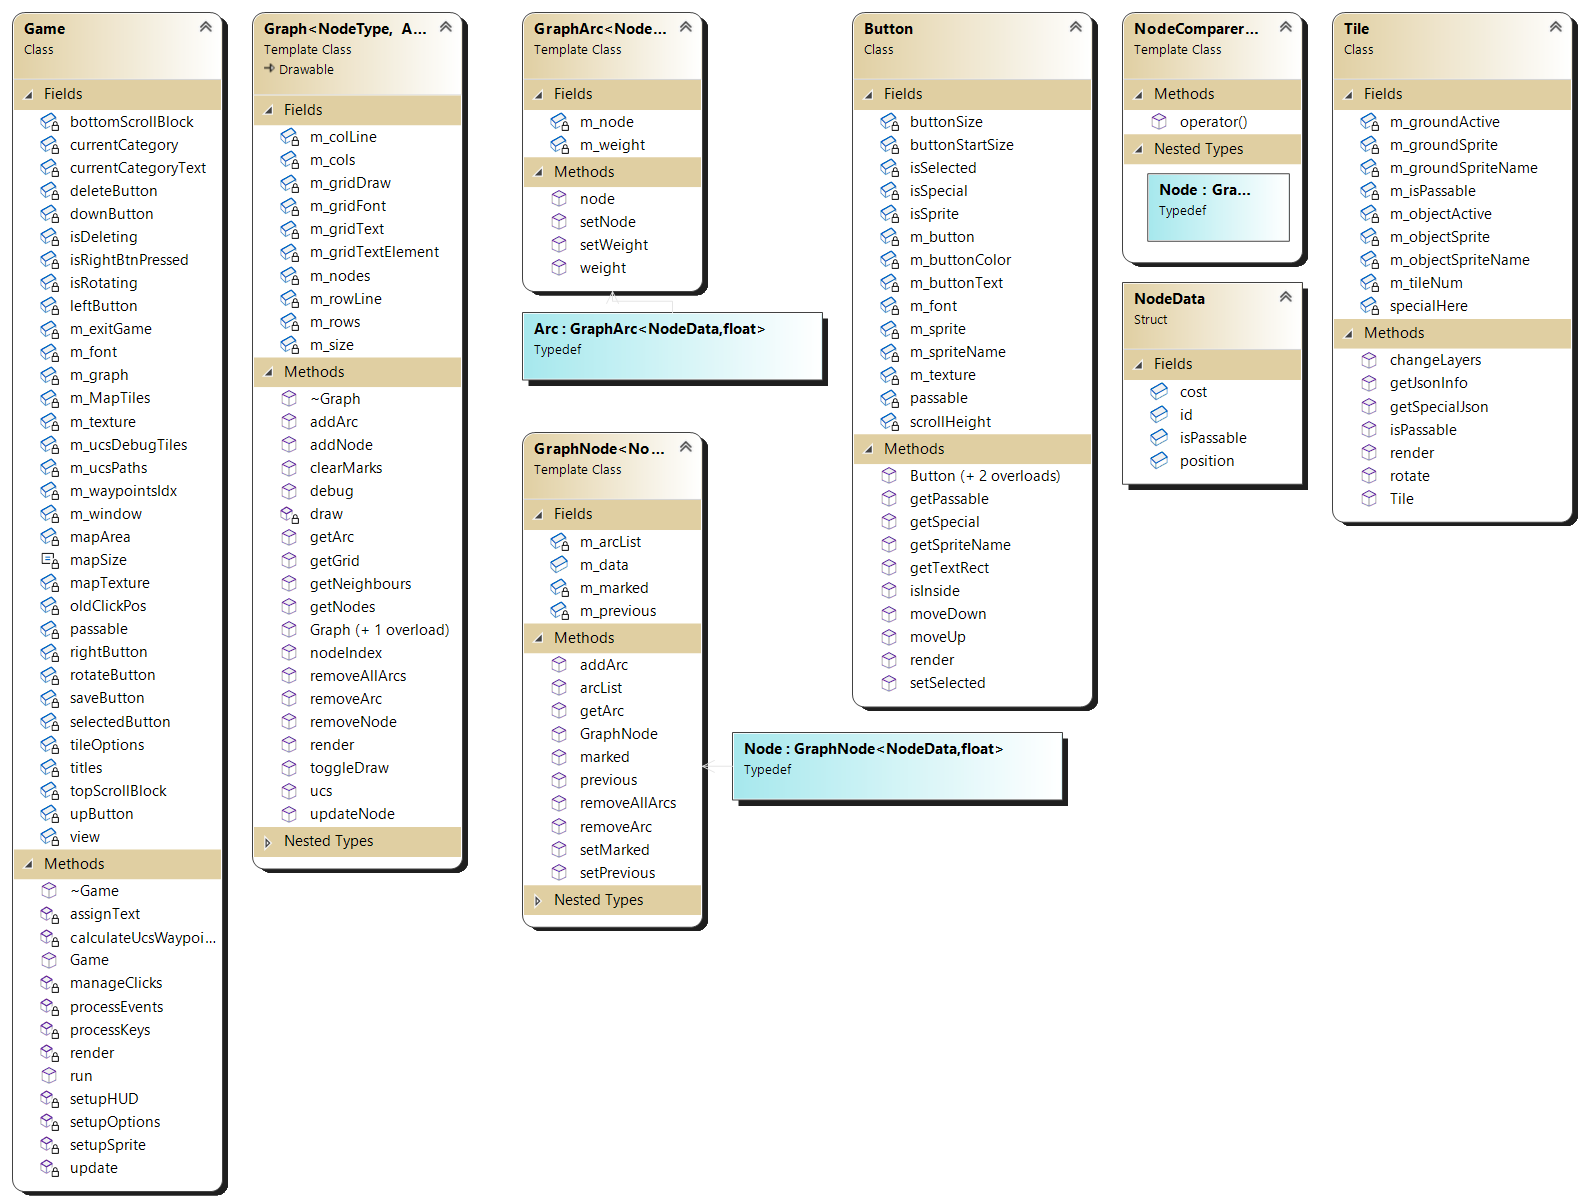 Game
Class
Fields
bottomScrollBlock
currentCategory
currentCategoryText
deleteButton
downButton
isDeleting
isRightBtnPressed
isRotating
leftButton
m_exitGame
m_font
m_graph
m_MapTiles
m_texture
m_ucsDebugTiles
m_ucsPaths
m_waypointsIdx
m_window
mapArea
mapSize
mapTexture
oldClickPos
passable
rightButton
rotateButton
saveButton
selectedButton
tileOptions
titles
topScrollBlock
upButton
view
Methods
~Game
assignText
calculateUcsWaypoi...
Game
manageClicks
processEvents
processKeys
render
run
setupHUD
setupOptions
setupSprite
update
Graph<NodeType, A...
Template Class
Drawable
Fields
m_colLine
m_cols
m_gridDraw
m_gridFont
m_gridText
m_gridTextElement
m_nodes
m_rowLine
m_rows
m_size
Methods
~Graph
addArc
addNode
clearMarks
debug
draw
getArc
getGrid
getNeighbours
getNodes
Graph (+ 1 overload)
nodeIndex
removeAllArcs
removeArc
removeNode
render
toggleDraw
ucs
updateNode
Nested Types
GraphArc<Node...
Template Class
Fields
m_node
m_weight
Methods
node
setNode
setWeight
weight
Arc : GraphArc<NodeData,float>
Typedef
GraphNode<No...
Template Class
Fields
m_arcList
m_data
m_marked
m_previous
Methods
addArc
arcList
getArc
GraphNode
marked
previous
removeAllArcs
removeArc
setMarked
setPrevious
Nested Types
Node : GraphNode<NodeData,float>
Typedef
Button
Class
Fields
buttonSize
buttonStartSize
isSelected
isSpecial
isSprite
m_button
m_buttonColor
m_buttonText
m_font
m_sprite
m_spriteName
m_texture
passable
scrollHeight
Methods
Button (+ 2 overloads)
getPassable
getSpecial
getSpriteName
getTextRect
isInside
moveDown
moveUp
render
setSelected
NodeComparer...
Template Class
Methods
operator()
Nested Types
Node : Gra...
Typedef
NodeData
Struct
Fields
cost
id
isPassable
position
Tile
Class
Fields
m_groundActive
m_groundSprite
m_groundSpriteName
m_isPassable
m_objectActive
m_objectSprite
m_objectSpriteName
m_tileNum
specialHere
Methods
changeLayers
getJsonInfo
getSpecialJson
isPassable
render
rotate
Tile